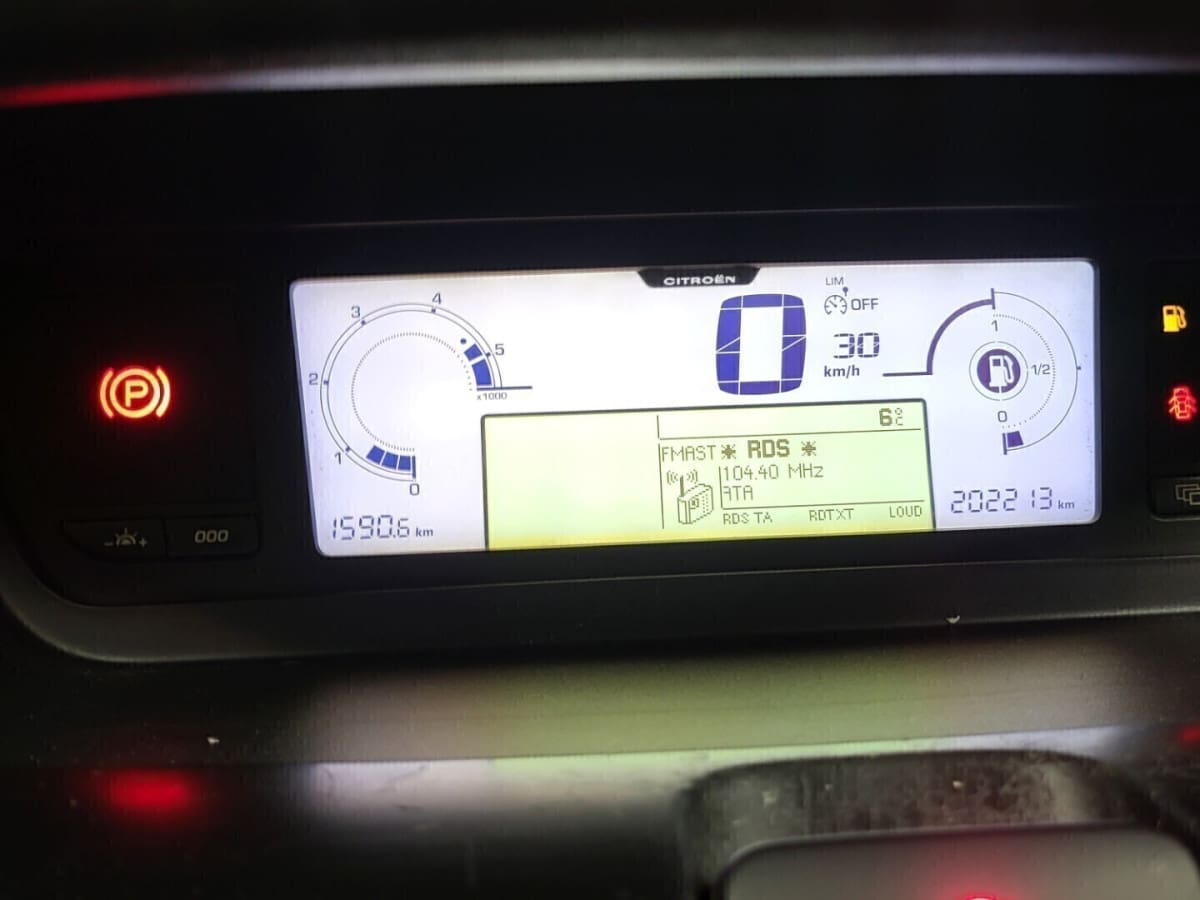 CITROËN
LIM
OFF
0
30
km/h
4
3
5
2
x1000
1
0
1590.6 km
6°C
FMAST ☀ RDS ☀
104.40 MHz
RDS TA
RDTXT
LOUD
1
1/2
0
202213 km
P
000
- +